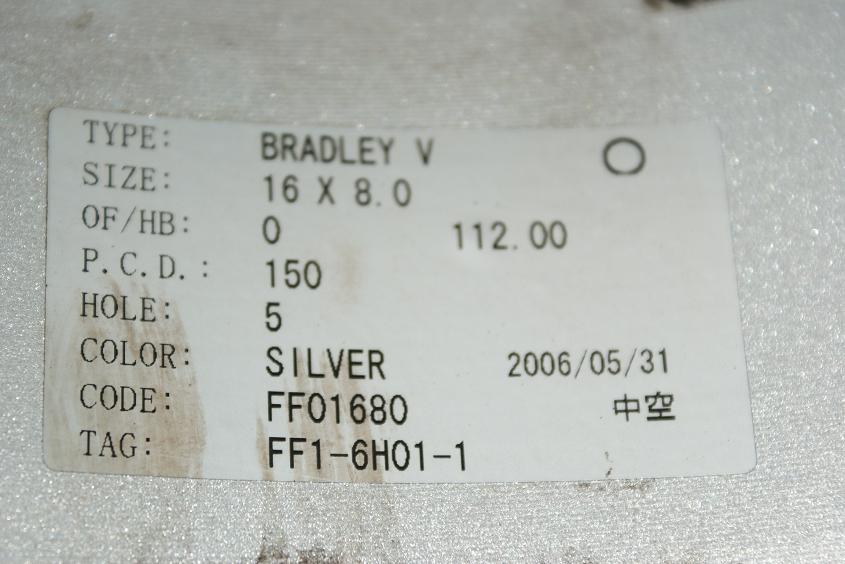 TYPE: BRADLEY V O
SIZE: 16 X 8.0
OF/HB: 0 112.00
P.C.D.: 150
HOLE: 5
COLOR: SILVER 2006/05/31
CODE: FF01680 中空
TAG: FF1-6H01-1